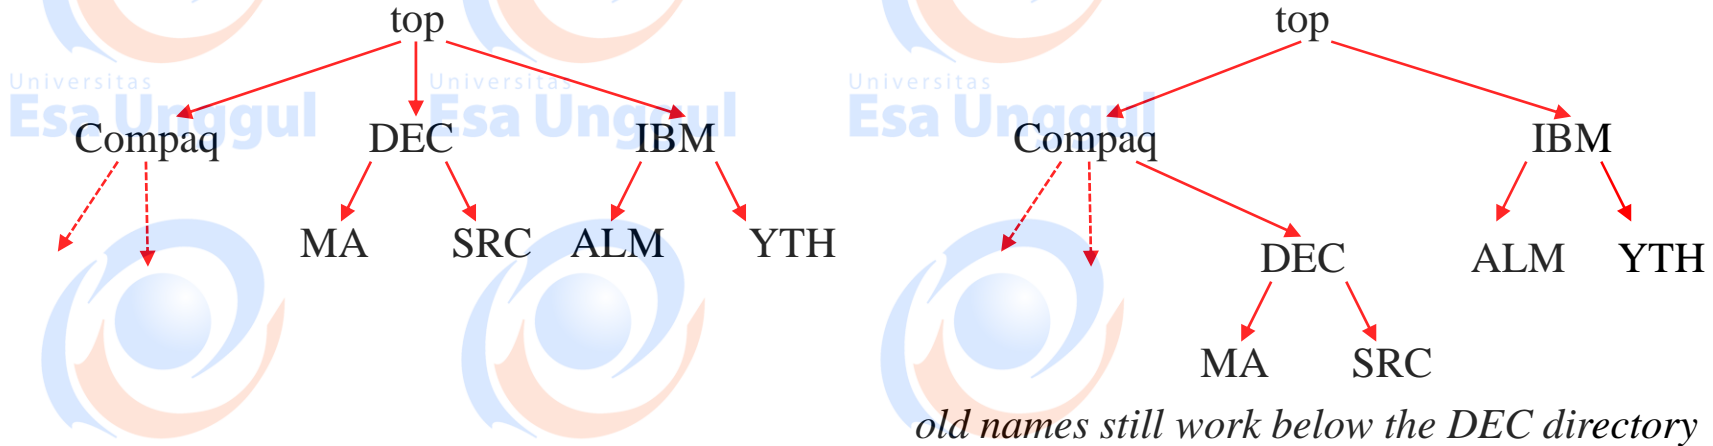 top
top
Universitas
Universitas
Universitas
Esa Unggul
Esa Unggul
Esa Unggul
Compaq
DEC
IBM
Compaq
IBM
MA
SRC
ALM
YTH
DEC
ALM
YTH
MA
SRC
old names still work below the DEC directory